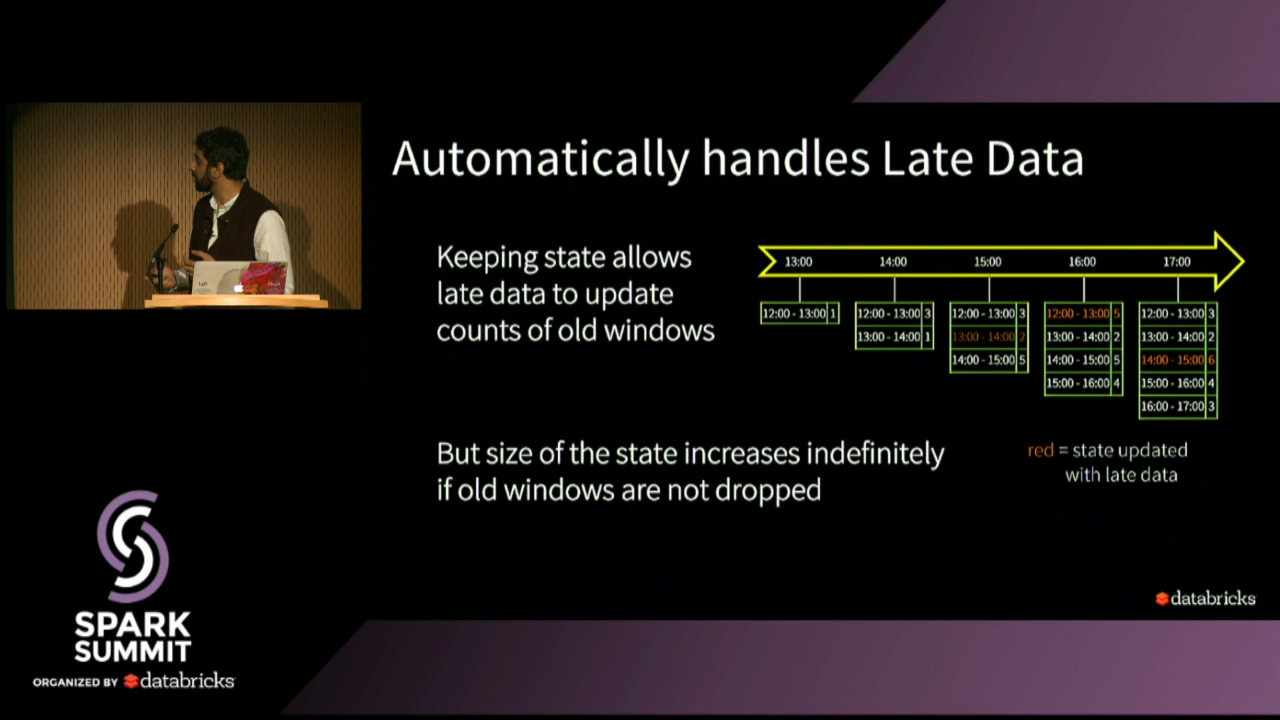 Automatically handles Late Data
Keeping state allows
late data to update
counts of old windows
13:00 14:00 15:00 16:00 17:00
12:00 - 13:00 1
12:00 - 13:00 3
13:00 - 14:00 1
12:00 - 13:00 3
13:00 - 14:00 2
14:00 - 15:00 5
12:00 - 13:00 5
13:00 - 14:00 2
14:00 - 15:00 5
15:00 - 16:00 4
12:00 - 13:00 3
13:00 - 14:00 2
14:00 - 15:00 6
15:00 - 16:00 4
16:00 - 17:00 3
But size of the state increases indefinitely
if old windows are not dropped
red = state updated
with late data
databricks
SPARK
SUMMIT
ORGANIZED BY databricks